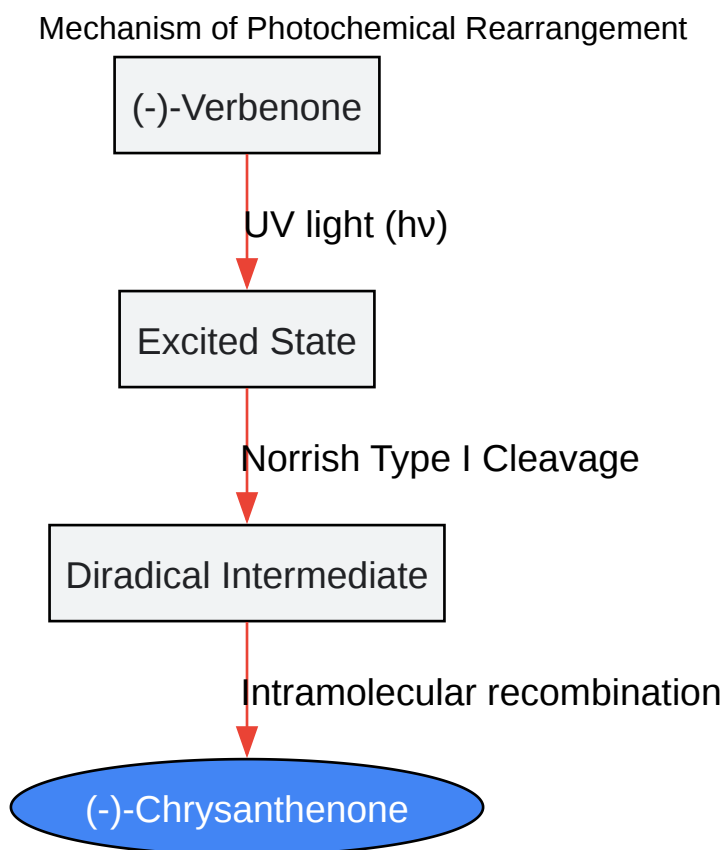 Mechanism of Photochemical Rearrangement
(-)-Verbenone
UV light (hν)
Excited State
Norrish Type I Cleavage
Diradical Intermediate
Intramolecular recombination
(-)-Chrysanthenone